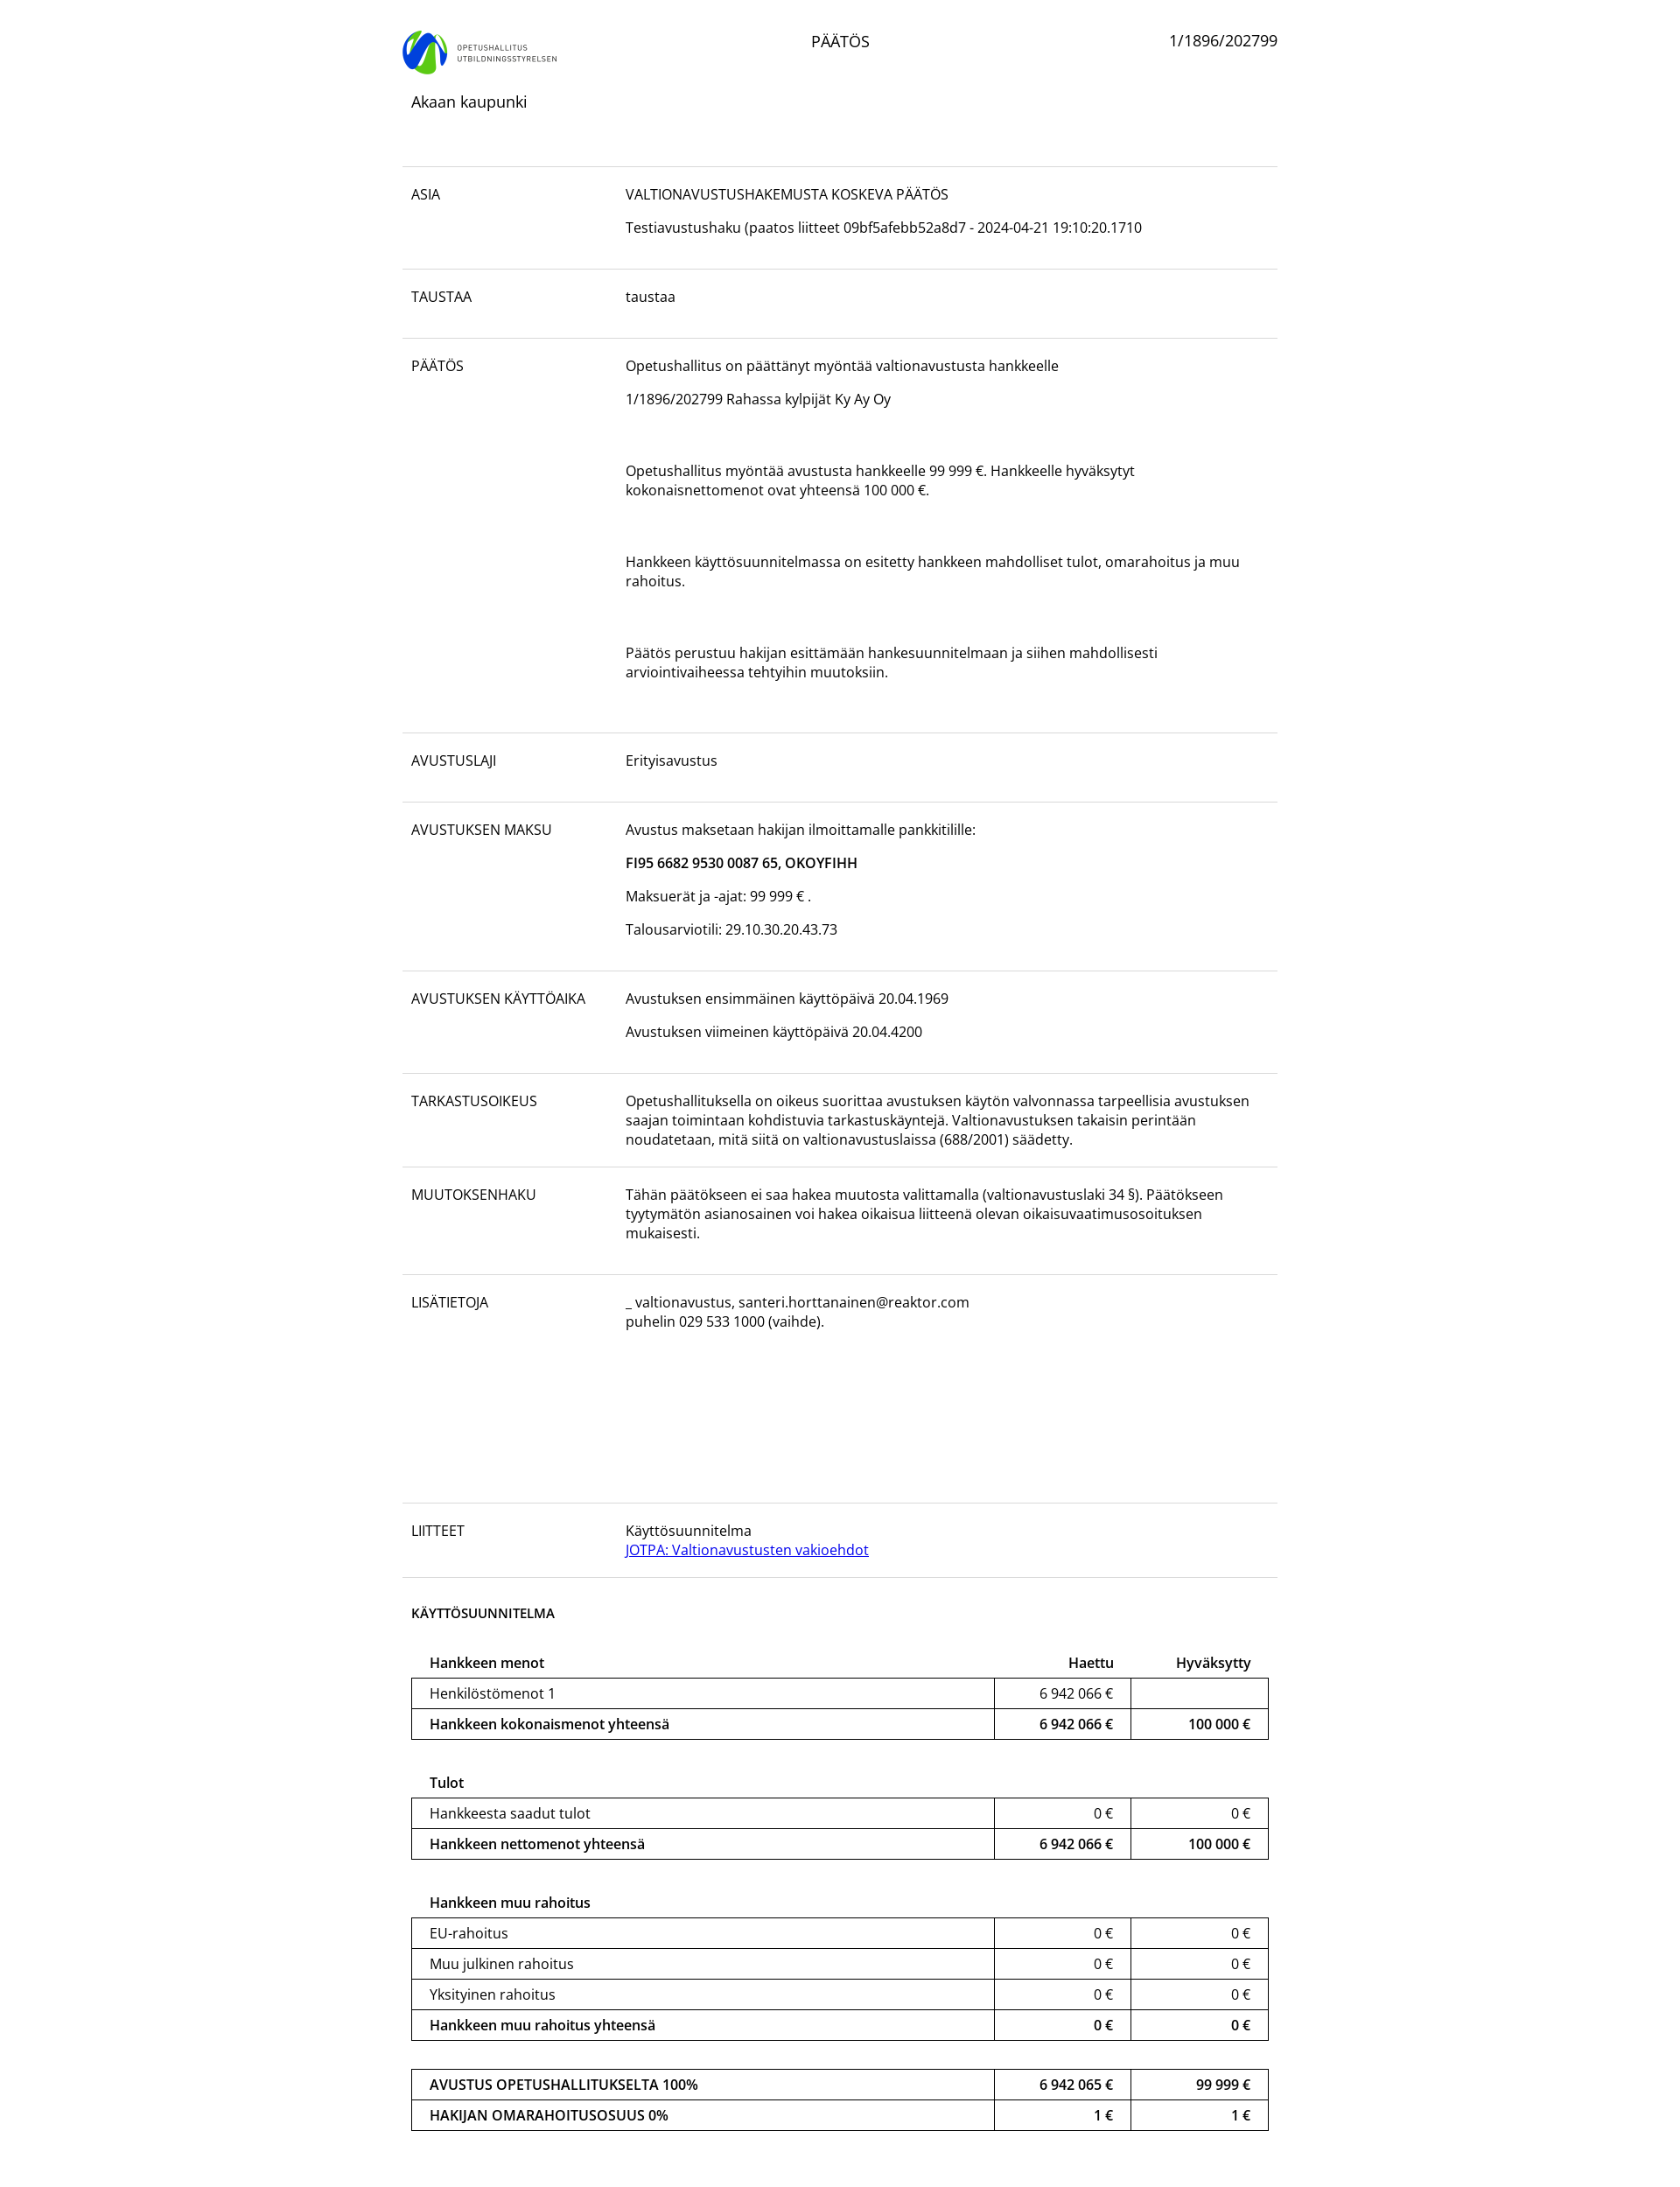 OPETUSHALLITUS
UTBILDNINGSSTYRELSEN
PÄÄTÖS
1/1896/202799
Akaan kaupunki
ASIA
VALTIONAVUSTUSHAKEMUSTA KOSKEVA PÄÄTÖS
Testiavustushaku (paatos liitteet 09bf5afebb52a8d7 - 2024-04-21 19:10:20.1710
TAUSTAA
taustaa
PÄÄTÖS
Opetushallitus on päättänyt myöntää valtionavustusta hankkeelle
1/1896/202799 Rahassa kylpijät Ky Ay Oy
Opetushallitus myöntää avustusta hankkeelle 99 999 €. Hankkeelle hyväksytyt
kokonaisnettomenot ovat yhteensä 100 000 €.
Hankkeen käyttösuunnitelmassa on esitetty hankkeen mahdolliset tulot, omarahoitus ja muu
rahoitus.
Päätös perustuu hakijan esittämään hankesuunnitelmaan ja siihen mahdollisesti
arviointivaiheessa tehtyihin muutoksiin.
AVUSTUSLAJI
Erityisavustus
AVUSTUKSEN MAKSU
Avustus maksetaan hakijan ilmoittamalle pankkitilille:
FI95 6682 9530 0087 65, OKOYFIHH
Maksuerät ja -ajat: 99 999 € .
Talousarviotili: 29.10.30.20.43.73
AVUSTUKSEN KÄYTTÖAIKA
Avustuksen ensimmäinen käyttöpäivä 20.04.1969
Avustuksen viimeinen käyttöpäivä 20.04.4200
TARKASTUSOIKEUS
Opetushallituksella on oikeus suorittaa avustuksen käytön valvonnassa tarpeellisia avustuksen
saajan toimintaan kohdistuvia tarkastuskäyntejä. Valtionavustuksen takaisin perintään
noudatetaan, mitä siitä on valtionavustuslaissa (688/2001) säädetty.
MUUTOKSENHAKU
Tähän päätökseen ei saa hakea muutosta valittamalla (valtionavustuslaki 34 §). Päätökseen
tyytymätön asianosainen voi hakea oikaisua liitteenä olevan oikaisuvaatimusosoituksen
mukaisesti.
LISÄTIETOJA
_ valtionavustus, santeri.horttanainen@reaktor.com
puhelin 029 533 1000 (vaihde).
LIITTEET
Käyttösuunnitelma
JOTPA: Valtionavustusten vakioehdot
KÄYTTÖSUUNNITELMA
Hankkeen menot Haettu Hyväksytty
Henkilöstömenot 1 6 942 066 €
Hankkeen kokonaismenot yhteensä 6 942 066 € 100 000 €
Tulot
Hankkeesta saadut tulot 0 € 0 €
Hankkeen nettomenot yhteensä 6 942 066 € 100 000 €
Hankkeen muu rahoitus
EU-rahoitus 0 € 0 €
Muu julkinen rahoitus 0 € 0 €
Yksityinen rahoitus 0 € 0 €
Hankkeen muu rahoitus yhteensä 0 € 0 €
AVUSTUS OPETUSHALLITUKSELTA 100% 6 942 065 € 99 999 €
HAKIJAN OMARAHOITUSOSUUS 0% 1 € 1 €